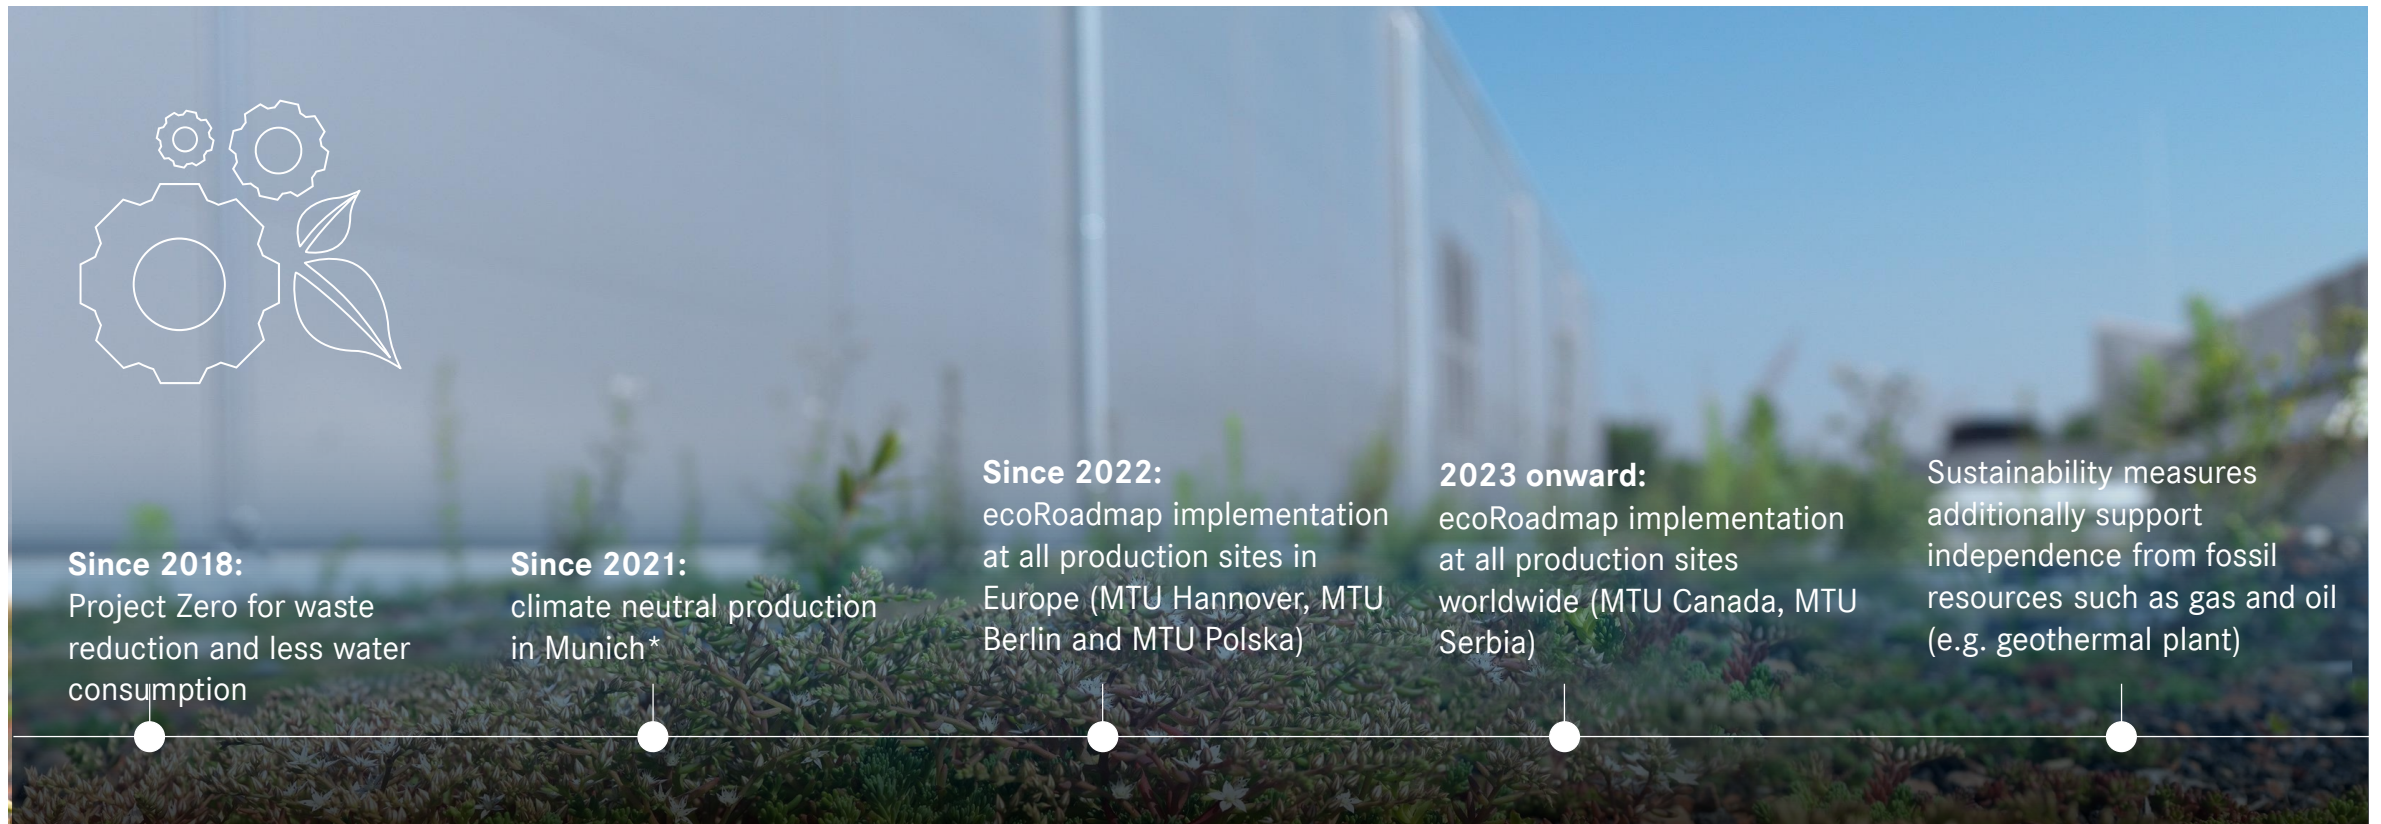 Since 2018:
Project Zero for waste
reduction and less water
consumption
Since 2021:
climate neutral production
in Munich*
Since 2022:
ecoRoadmap implementation
at all production sites in
Europe (MTU Hannover, MTU
Berlin and MTU Polska)
2023 onward:
ecoRoadmap implementation
at all production sites
worldwide (MTU Canada, MTU
Serbia)
Sustainability measures
additionally support
independence from fossil
resources such as gas and oil
(e.g. geothermal plant)